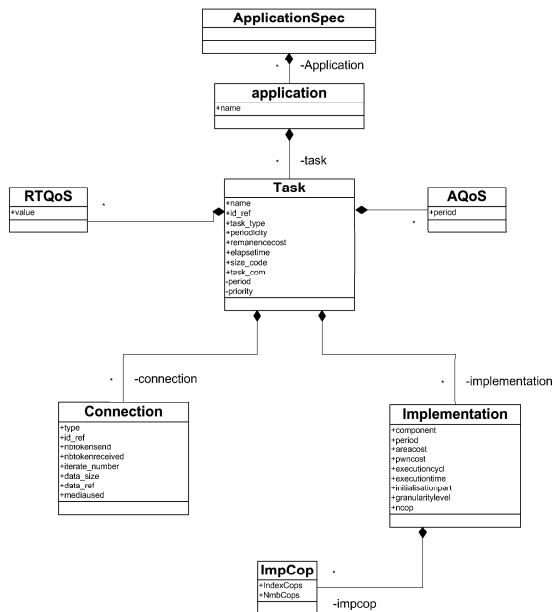 ApplicationSpec
* -Application
application
+name
* -task
RTQoS
+value
*
Task
+name
+id_ref
+task_type
+periodicity
+remanencecost
+elapsetime
+size_code
+task_com
-period
-priority
AQoS
+period
*
* -connection
* -implementation
Connection
+type
+id_ref
+nbtokensend
+nbtokenreceived
+iterate_number
+data_size
+data_ref
+mediaused
Implementation
+component
+period
+areacost
+pwncost
+executioncycl
+executiontime
+initialisationpart
+granularitylevel
+ncop
ImpCop
+IndexCops
+NmbCops
*
-impcop